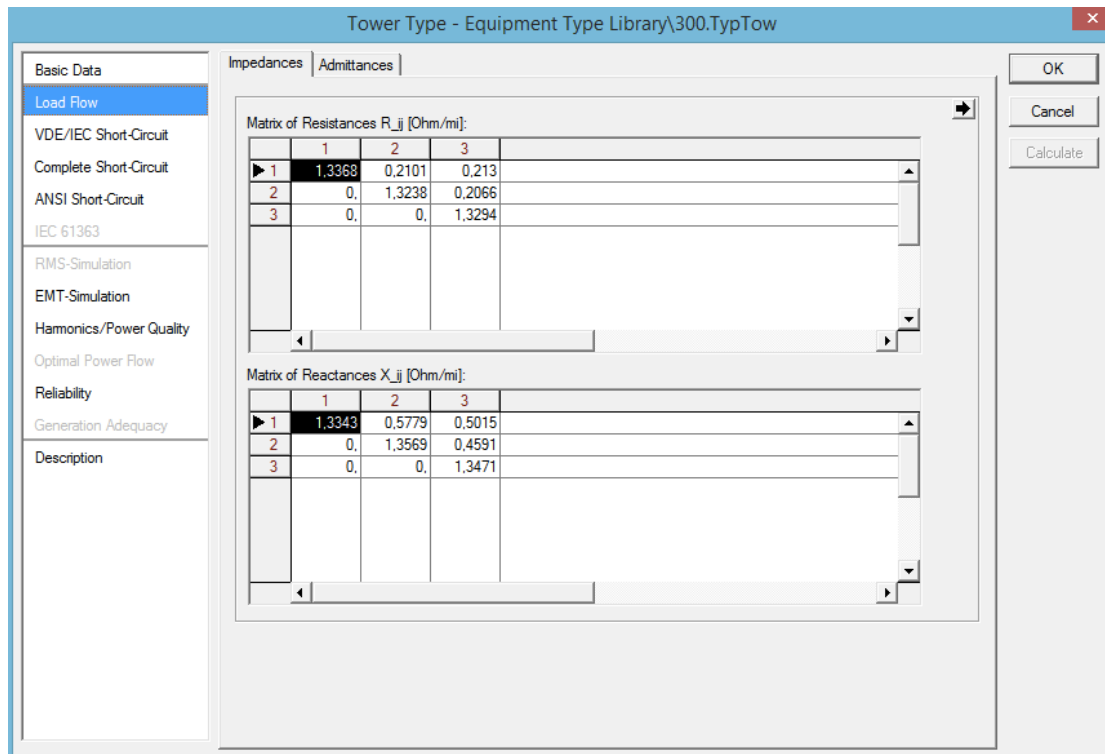 Tower Type - Equipment Type Library\300.TypTow
Basic Data
Load Flow
VDE/IEC Short-Circuit
Complete Short-Circuit
ANSI Short-Circuit
IEC 61363
RMS-Simulation
EMT-Simulation
Harmonics/Power Quality
Optimal Power Flow
Reliability
Generation Adequacy
Description
Impedances Admittances
Matrix of Resistances R_ij [Ohm/mi]:
1 2 3
1 1,3368 0,2101 0,213
2 0, 1,3238 0,2066
3 0, 0, 1,3294
Matrix of Reactances X_ij [Ohm/mi]:
1 2 3
1 1,3343 0,5779 0,5015
2 0, 1,3569 0,4591
3 0, 0, 1,3471
OK
Cancel
Calculate